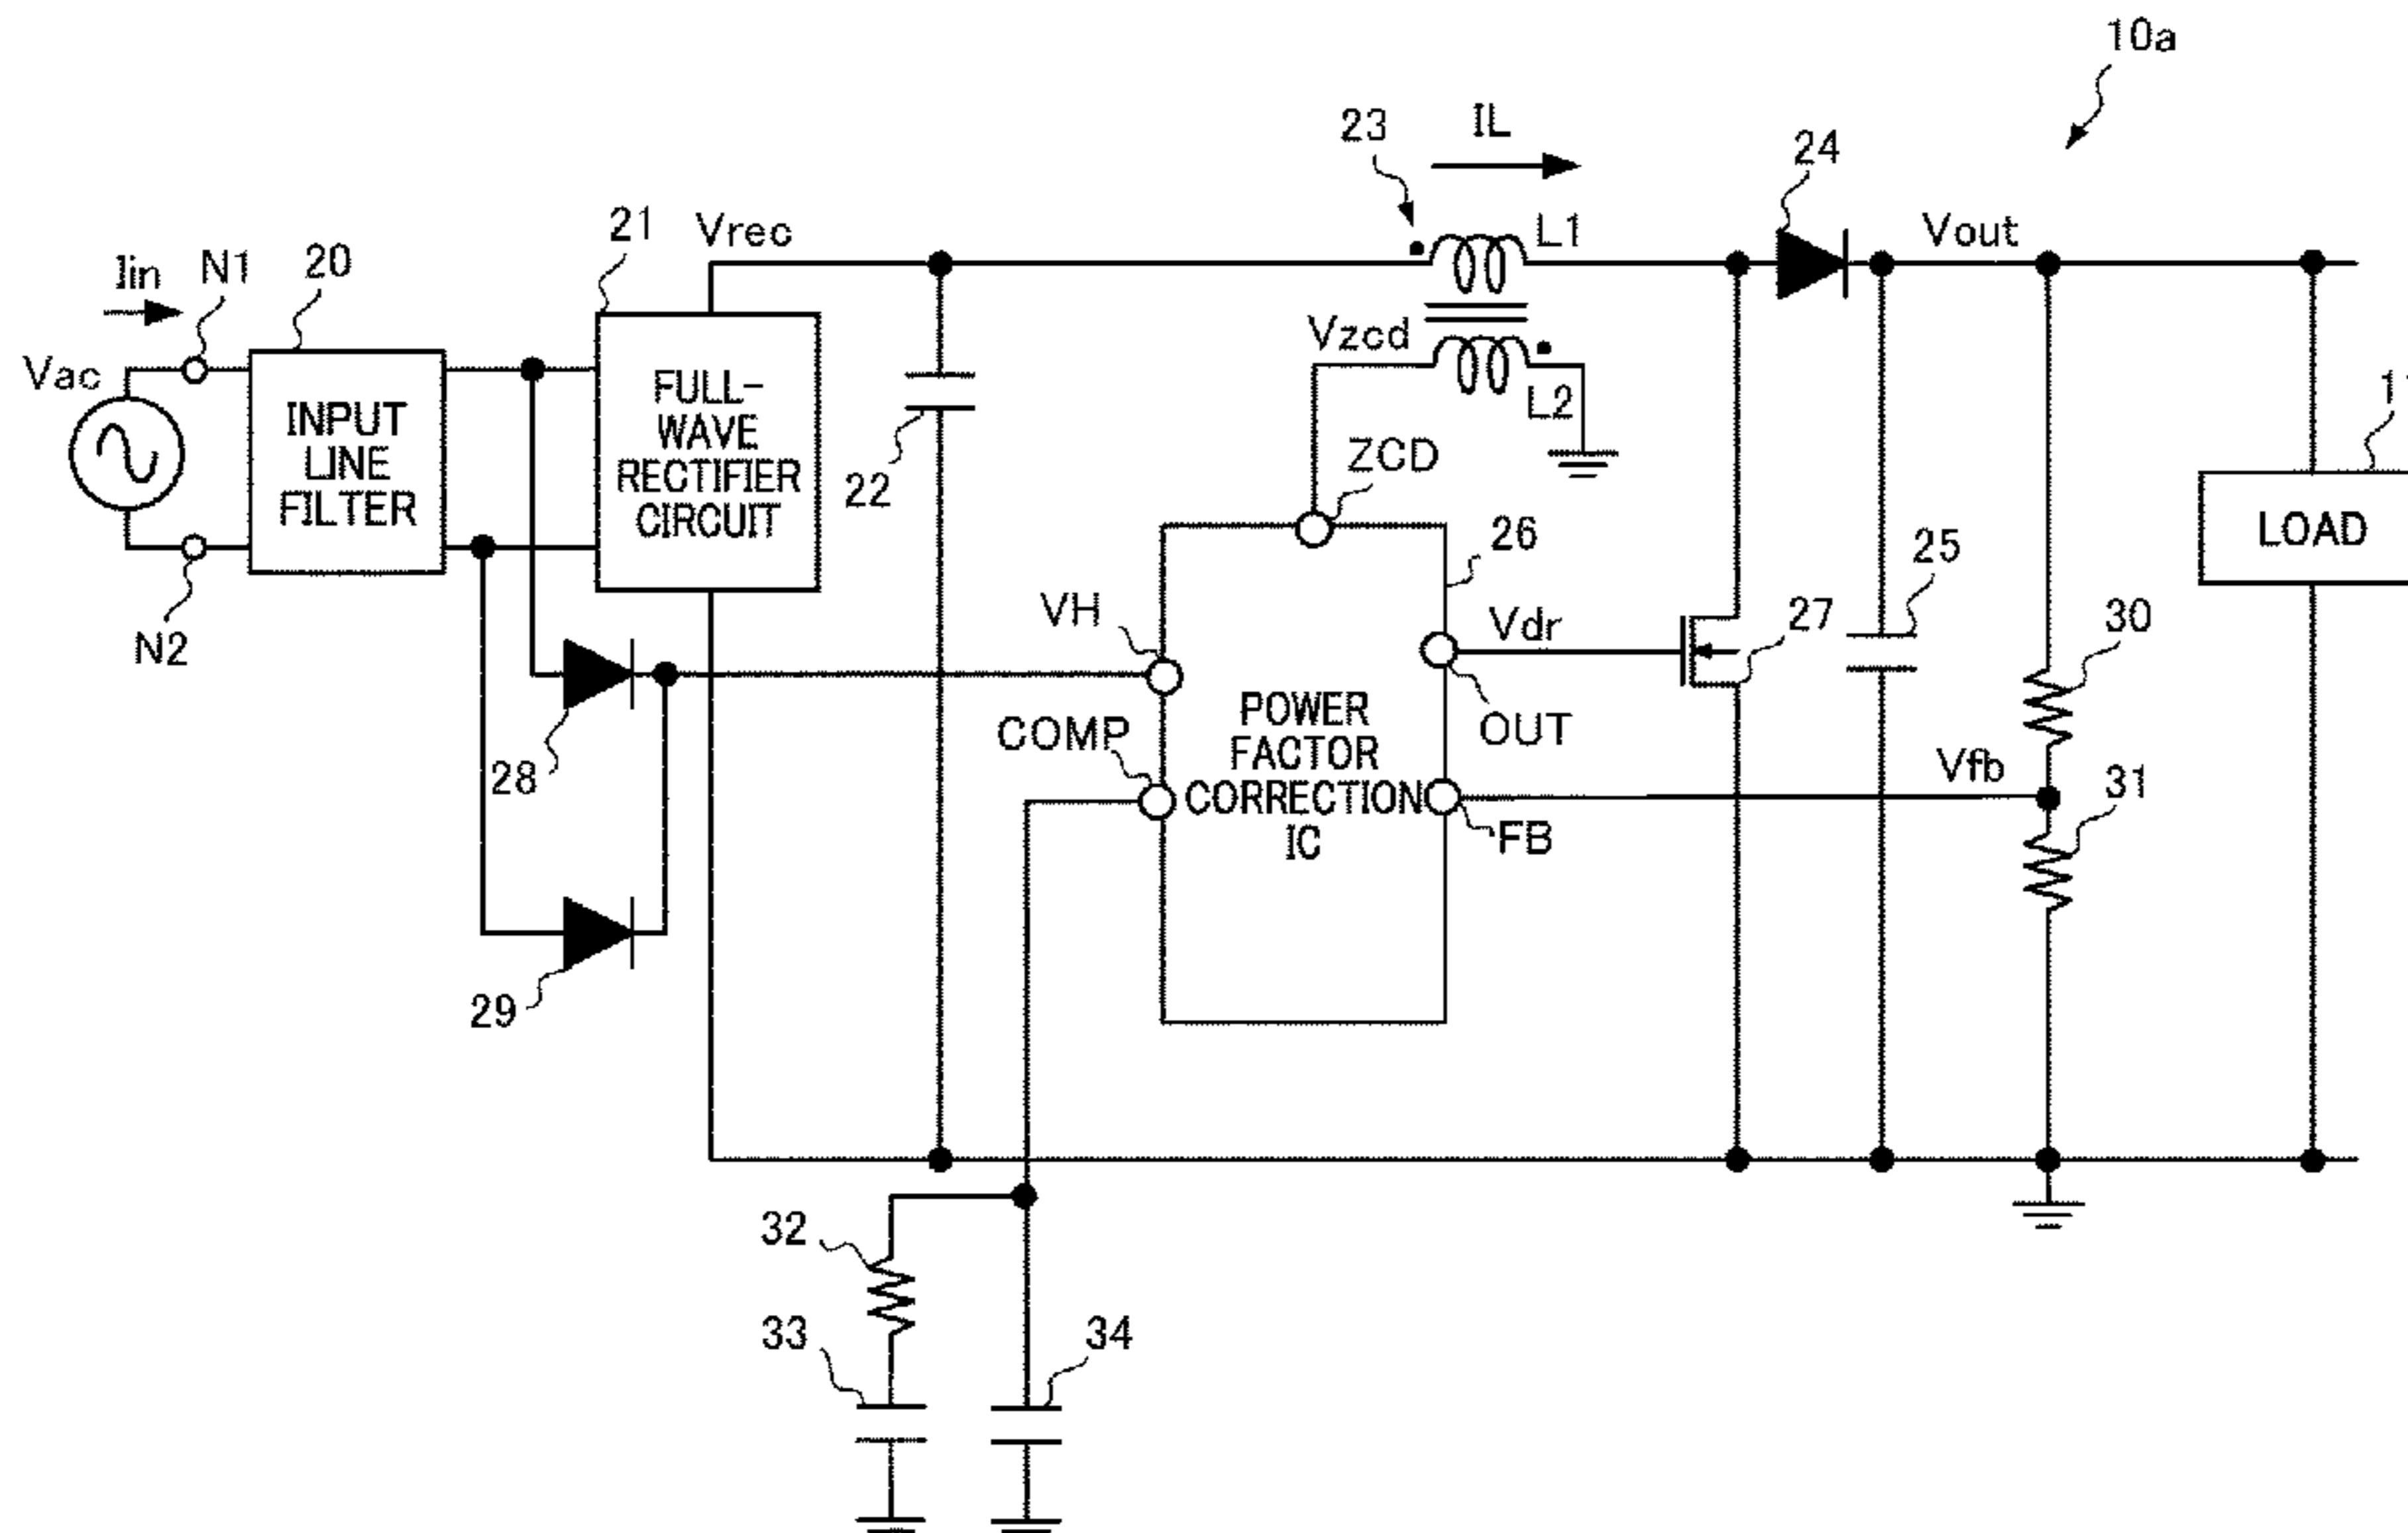 10a
23
IL
24
21
Vrec
L1
Vout
Iin
N1
20
Vzcd
Vac
INPUT
LINE
FILTER
FULL-
WAVE
RECTIFIER
CIRCUIT
22
L2
ZCD
26
25
LOAD
N2
VH
Vdr
27
30
28
COMP
POWER
FACTOR
CORRECTION
IC
OUT
FB
Vfb
31
29
32
33
34